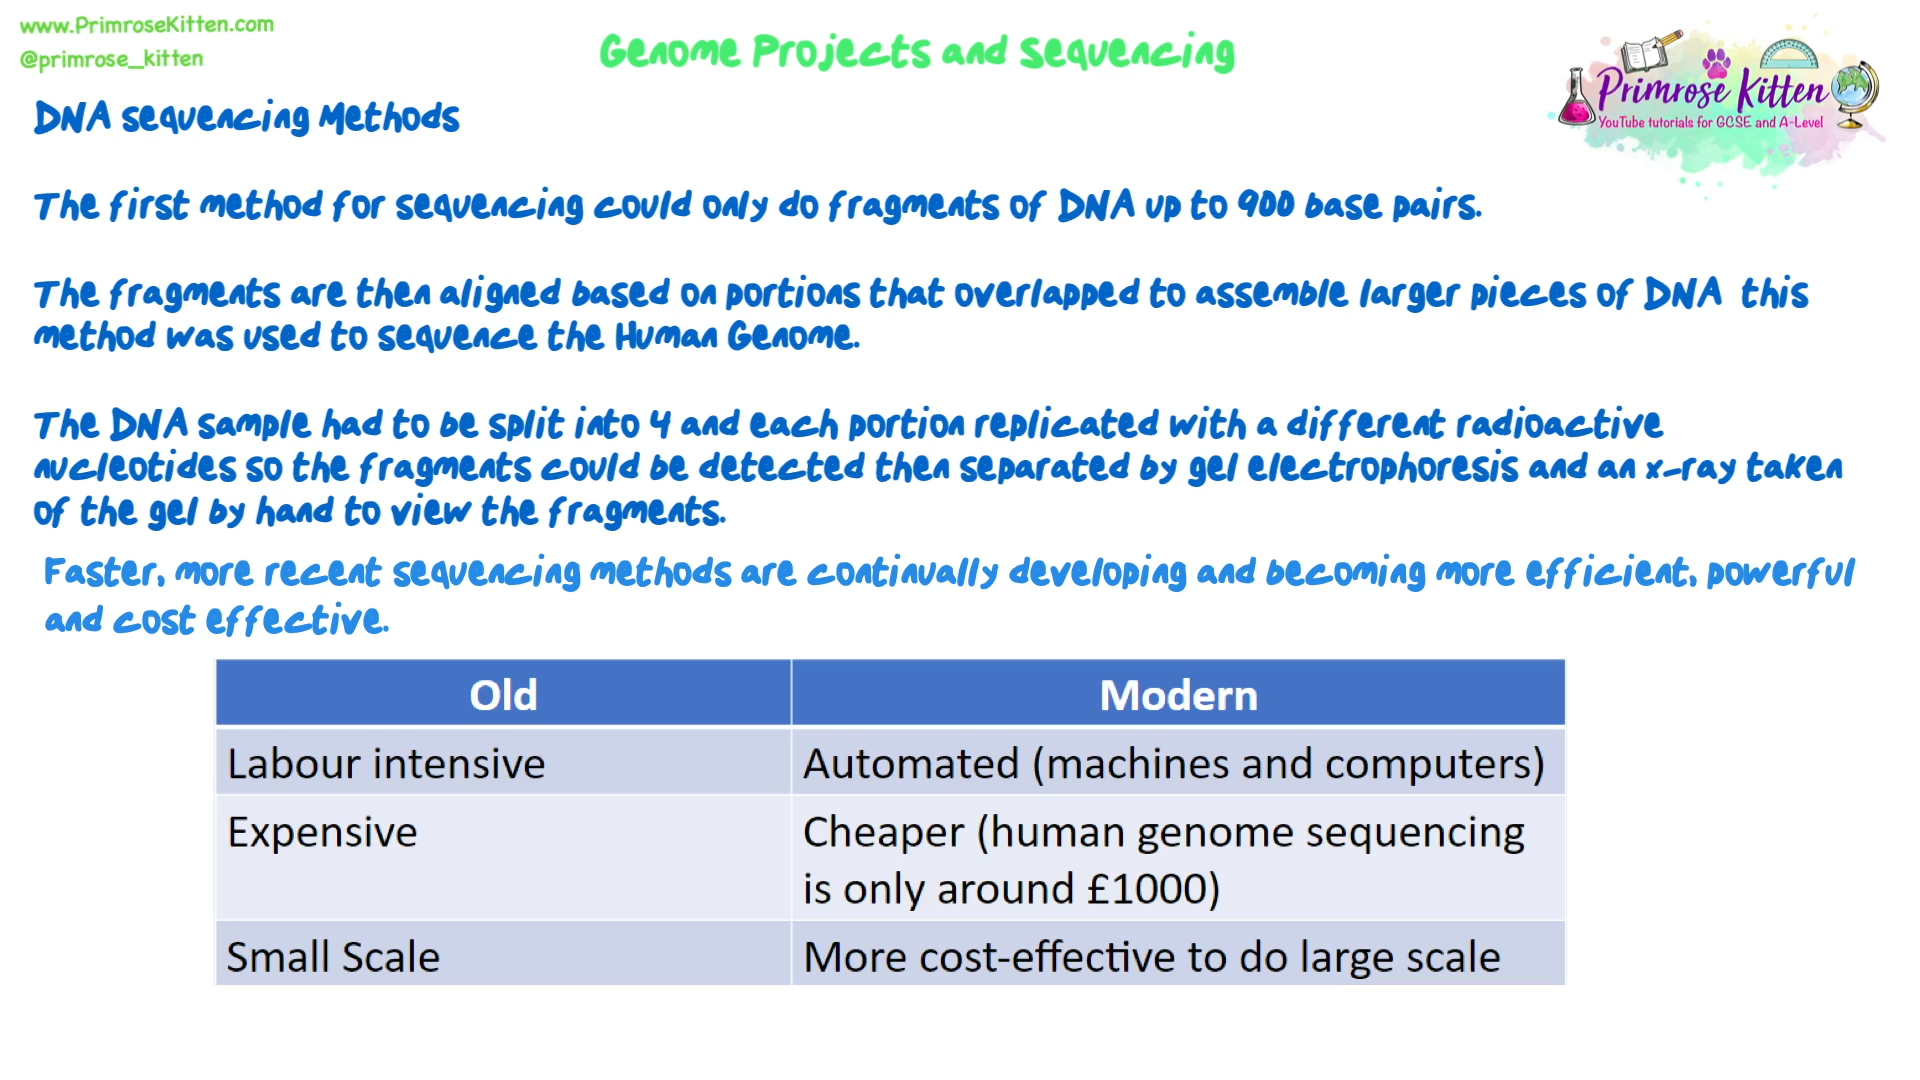 www.PrimroseKitten.com
@primrose_kitten
Genome Projects and Sequencing
Primrose Kitten
YouTube tutorials for GCSE and A-Level
DNA Sequencing Methods
The first method for sequencing could only do fragments of DNA up to 900 base pairs.
The fragments are then aligned based on portions that overlapped to assemble larger pieces of DNA this
method was used to sequence the Human Genome.
The DNA sample had to be split into 4 and each portion replicated with a different radioactive
nucleotides so the fragments could be detected then separated by gel electrophoresis and an x-ray taken
of the gel by hand to view the fragments.
Faster, more recent sequencing methods are continually developing and becoming more efficient, powerful
and cost effective.
Old Modern
Labour intensive Automated (machines and computers)
Expensive Cheaper (human genome sequencing
is only around £1000)
Small Scale More cost-effective to do large scale